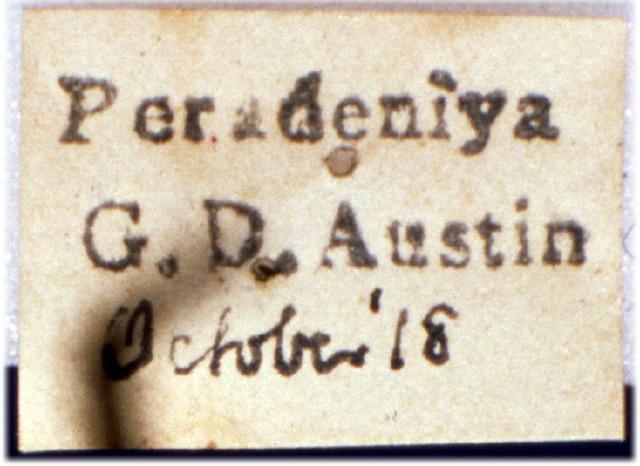 Peradeniya
G. D. Austin
October '18